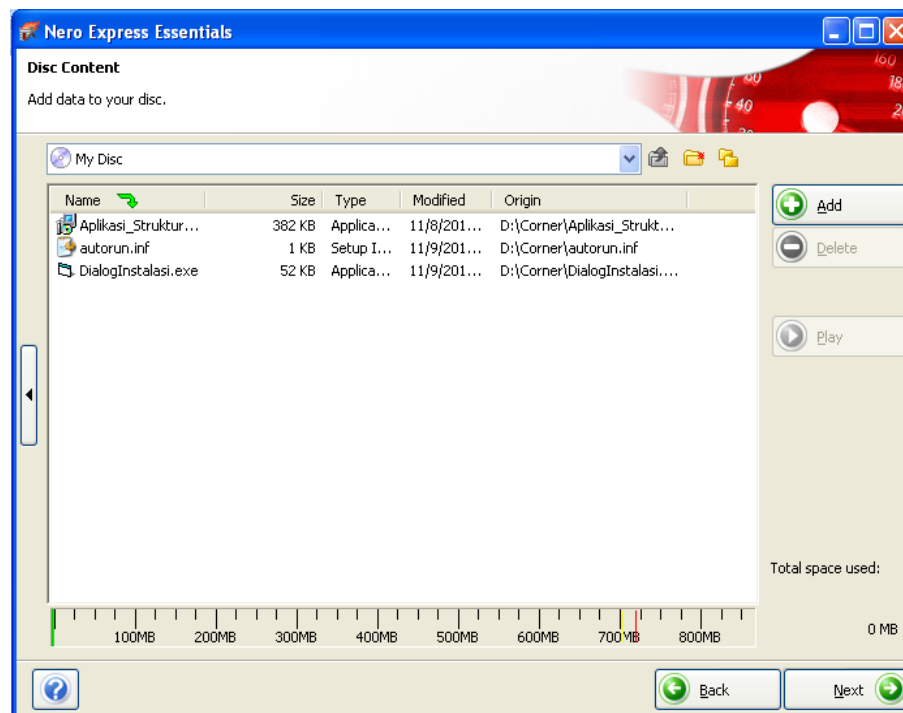 Nero Express Essentials
Disc Content
Add data to your disc.
My Disc
Name Size Type Modified Origin
Aplikasi_Struktur... 382 KB Applica... 11/8/201... D:\Corner\Aplikasi_Strukt...
autorun.inf 1 KB Setup I... 11/9/201... D:\Corner\autorun.inf
DialogInstalasi.exe 52 KB Applica... 11/9/201... D:\Corner\DialogInstalasi....
Add
Delete
Play
Total space used:
0 MB
100MB 200MB 300MB 400MB 500MB 600MB 700MB 800MB
Back Next